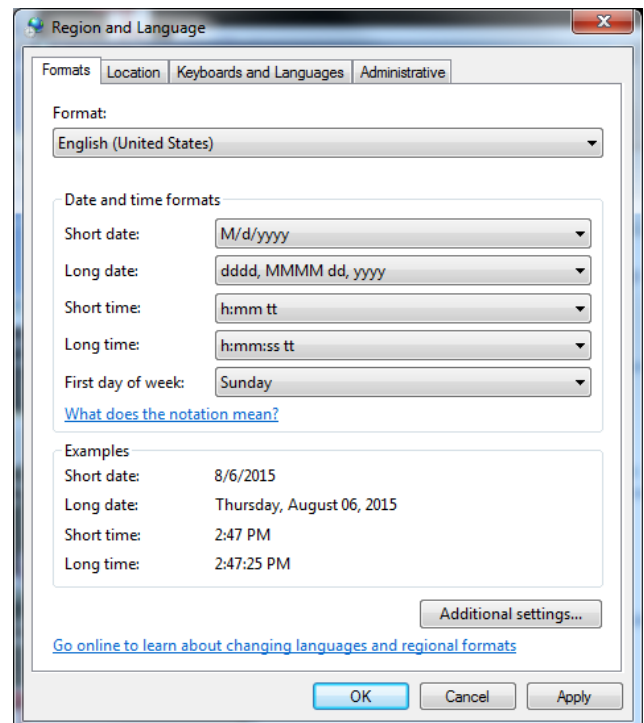 Region and Language
Formats Location Keyboards and Languages Administrative
Format:
English (United States)
Date and time formats
Short date: M/d/yyyy
Long date: dddd, MMMM dd, yyyy
Short time: h:mm tt
Long time: h:mm:ss tt
First day of week: Sunday
What does the notation mean?
Examples
Short date: 8/6/2015
Long date: Thursday, August 06, 2015
Short time: 2:47 PM
Long time: 2:47:25 PM
Additional settings...
Go online to learn about changing languages and regional formats
OK Cancel Apply